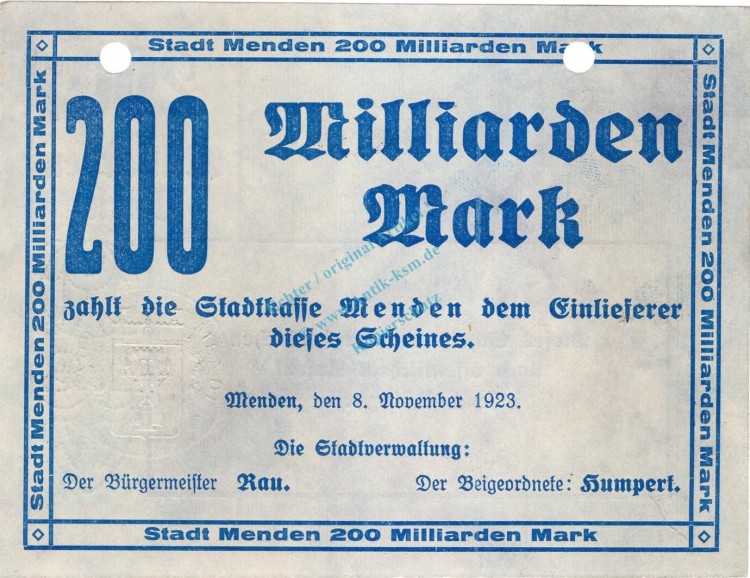 Stadt Menden 200 Milliarden Mark
Stadt Menden 200 Milliarden Mark
Stadt Menden 200 Milliarden Mark
200 Milliarden
Mark
zahlt die Stadtkasse Menden dem Einlieferer
dieses Scheines.
Menden, den 8. November 1923.
Die Stadtverwaltung:
Der Bürgermeister Rau. Der Beigeordnete: Humpert.
Stadt Menden 200 Milliarden Mark